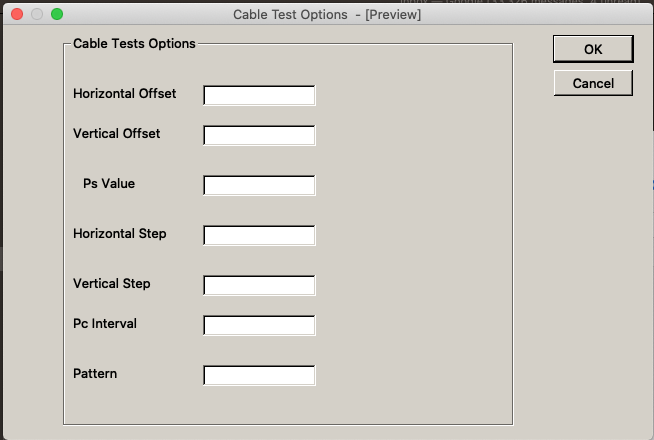 Cable Test Options  - [Preview]
Cable Tests Options
OK
Cancel
Horizontal Offset
Vertical Offset
Ps Value
Horizontal Step
Vertical Step
Pc Interval
Pattern